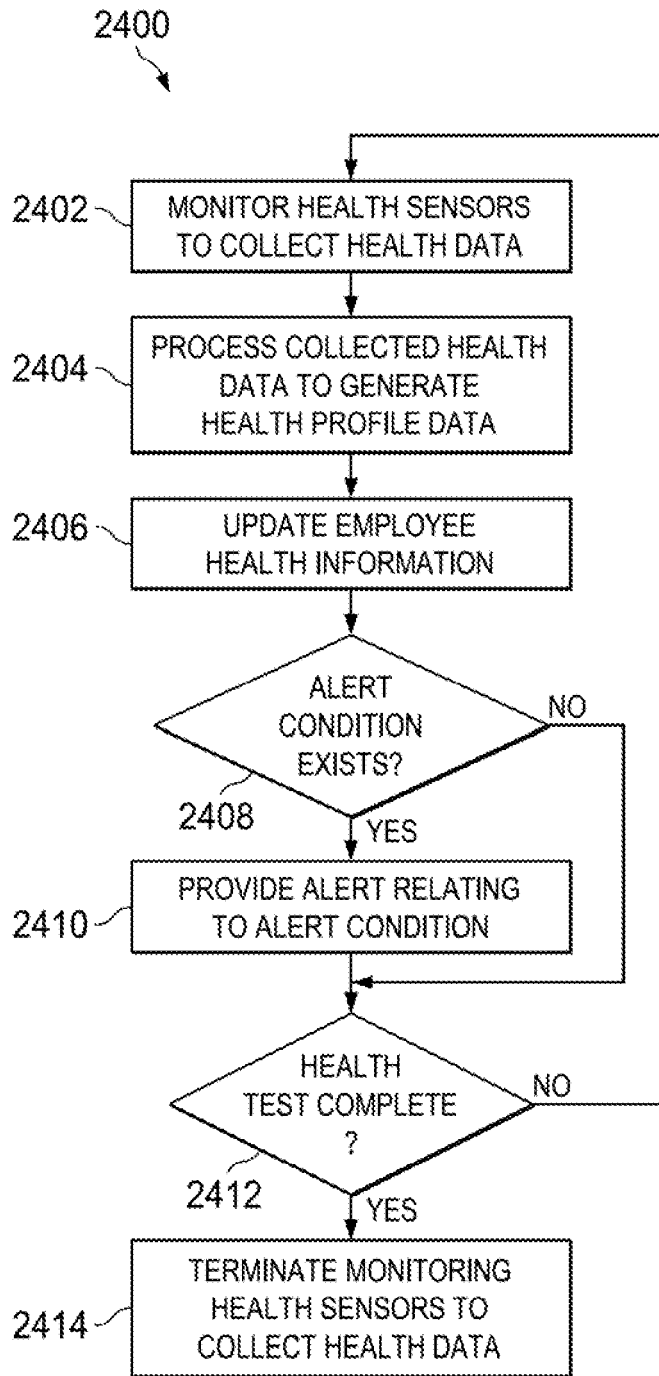 2400
2402
MONITOR HEALTH SENSORS
TO COLLECT HEALTH DATA
2404
PROCESS COLLECTED HEALTH
DATA TO GENERATE
HEALTH PROFILE DATA
2406
UPDATE EMPLOYEE
HEALTH INFORMATION
ALERT
CONDITION
EXISTS?
NO
2408
YES
2410
PROVIDE ALERT RELATING
TO ALERT CONDITION
HEALTH
TEST COMPLETE
?
NO
2412
YES
2414
TERMINATE MONITORING
HEALTH SENSORS TO
COLLECT HEALTH DATA